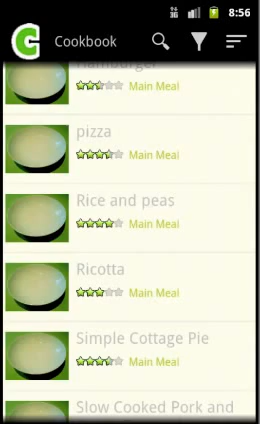 3G
8:56
C Cookbook
Hamburger
Main Meal
pizza
Main Meal
Rice and peas
Main Meal
Ricotta
Main Meal
Simple Cottage Pie
Main Meal
Slow Cooked Pork and